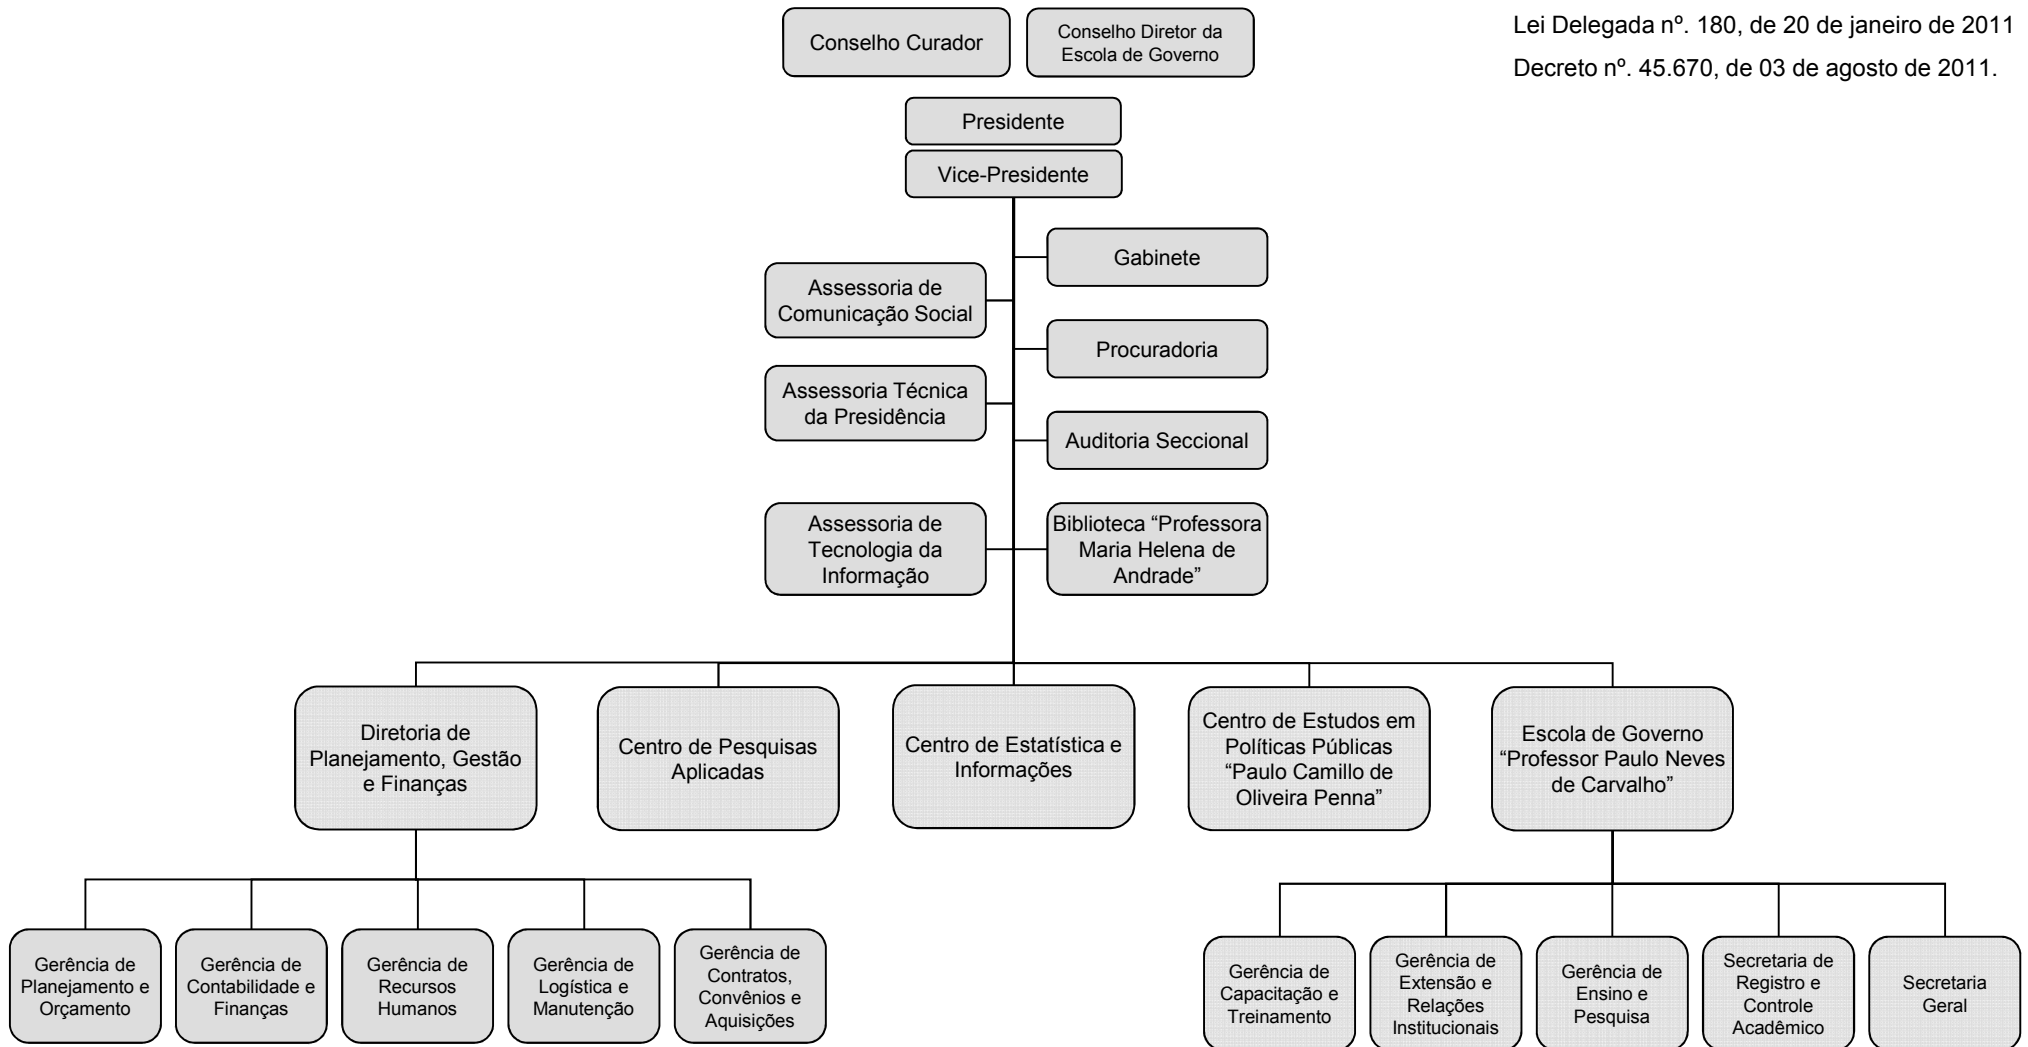 Lei Delegada nº. 180, de 20 de janeiro de 2011
Decreto nº. 45.670, de 03 de agosto de 2011.
Conselho Curador
Conselho Diretor da
Escola de Governo
Presidente
Vice-Presidente
Gabinete
Assessoria de
Comunicação Social
Procuradoria
Assessoria Técnica
da Presidência
Auditoria Seccional
Assessoria de
Tecnologia da
Informação
Biblioteca “Professora
Maria Helena de
Andrade”
Diretoria de
Planejamento, Gestão
e Finanças
Centro de Pesquisas
Aplicadas
Centro de Estatística e
Informações
Centro de Estudos em
Políticas Públicas
“Paulo Camillo de
Oliveira Penna”
Escola de Governo
“Professor Paulo Neves
de Carvalho”
Gerência de
Planejamento e
Orçamento
Gerência de
Contabilidade e
Finanças
Gerência de
Recursos
Humanos
Gerência de
Logística e
Manutenção
Gerência de
Contratos,
Convênios e
Aquisições
Gerência de
Capacitação e
Treinamento
Gerência de
Extensão e
Relações
Institucionais
Gerência de
Ensino e
Pesquisa
Secretaria de
Registro e
Controle
Acadêmico
Secretaria
Geral